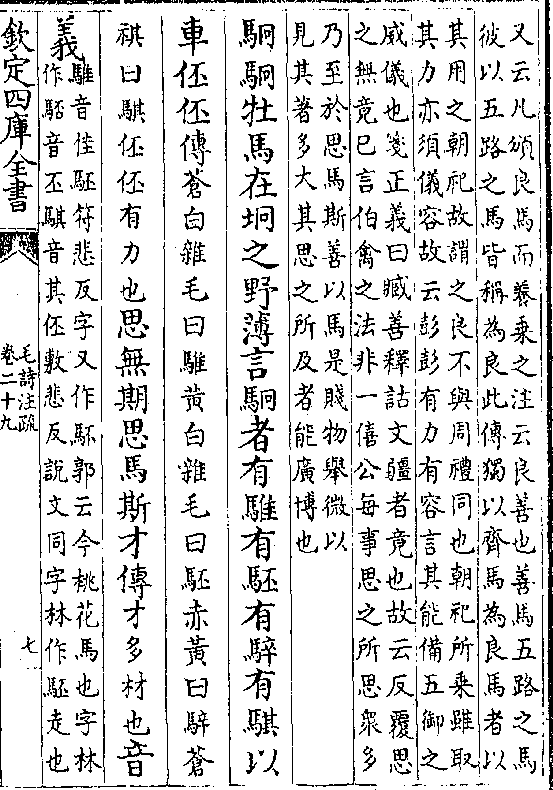 又云凡頒良馬而養乗之注云良善也善馬五路之馬
彼以五路之馬皆稱為良此傳獨以齊馬為良馬者以
其用之朝祀故謂之良不與周禮同也朝祀所乗雖取
其力亦須儀容故云彭彭有力有容言其能備五御之
威儀也箋正義曰臧善釋詁文疆者竟也故云反覆思
之無竟已言伯禽之法非一僖公每事思之所思衆多
乃至於思馬斯善以馬是賤物舉微以
見其著多大其思之所及者能廣博也
駉駉牡馬在坰之野薄言駉者有騅有駓有騂有騏以
車伾伾傳蒼白雜毛曰騅黃白雜毛曰駓赤黃曰騂蒼
祺曰騏伾伾有力也思無期思馬斯才傳才多材也音
義騅音隹駓符悲反字又作䮆郭云今桃花馬也字林
作駓音丕騏音其伾敷悲反說文同字林作駓走也
欽定四庫全書
毛詩注疏
卷二十九
七